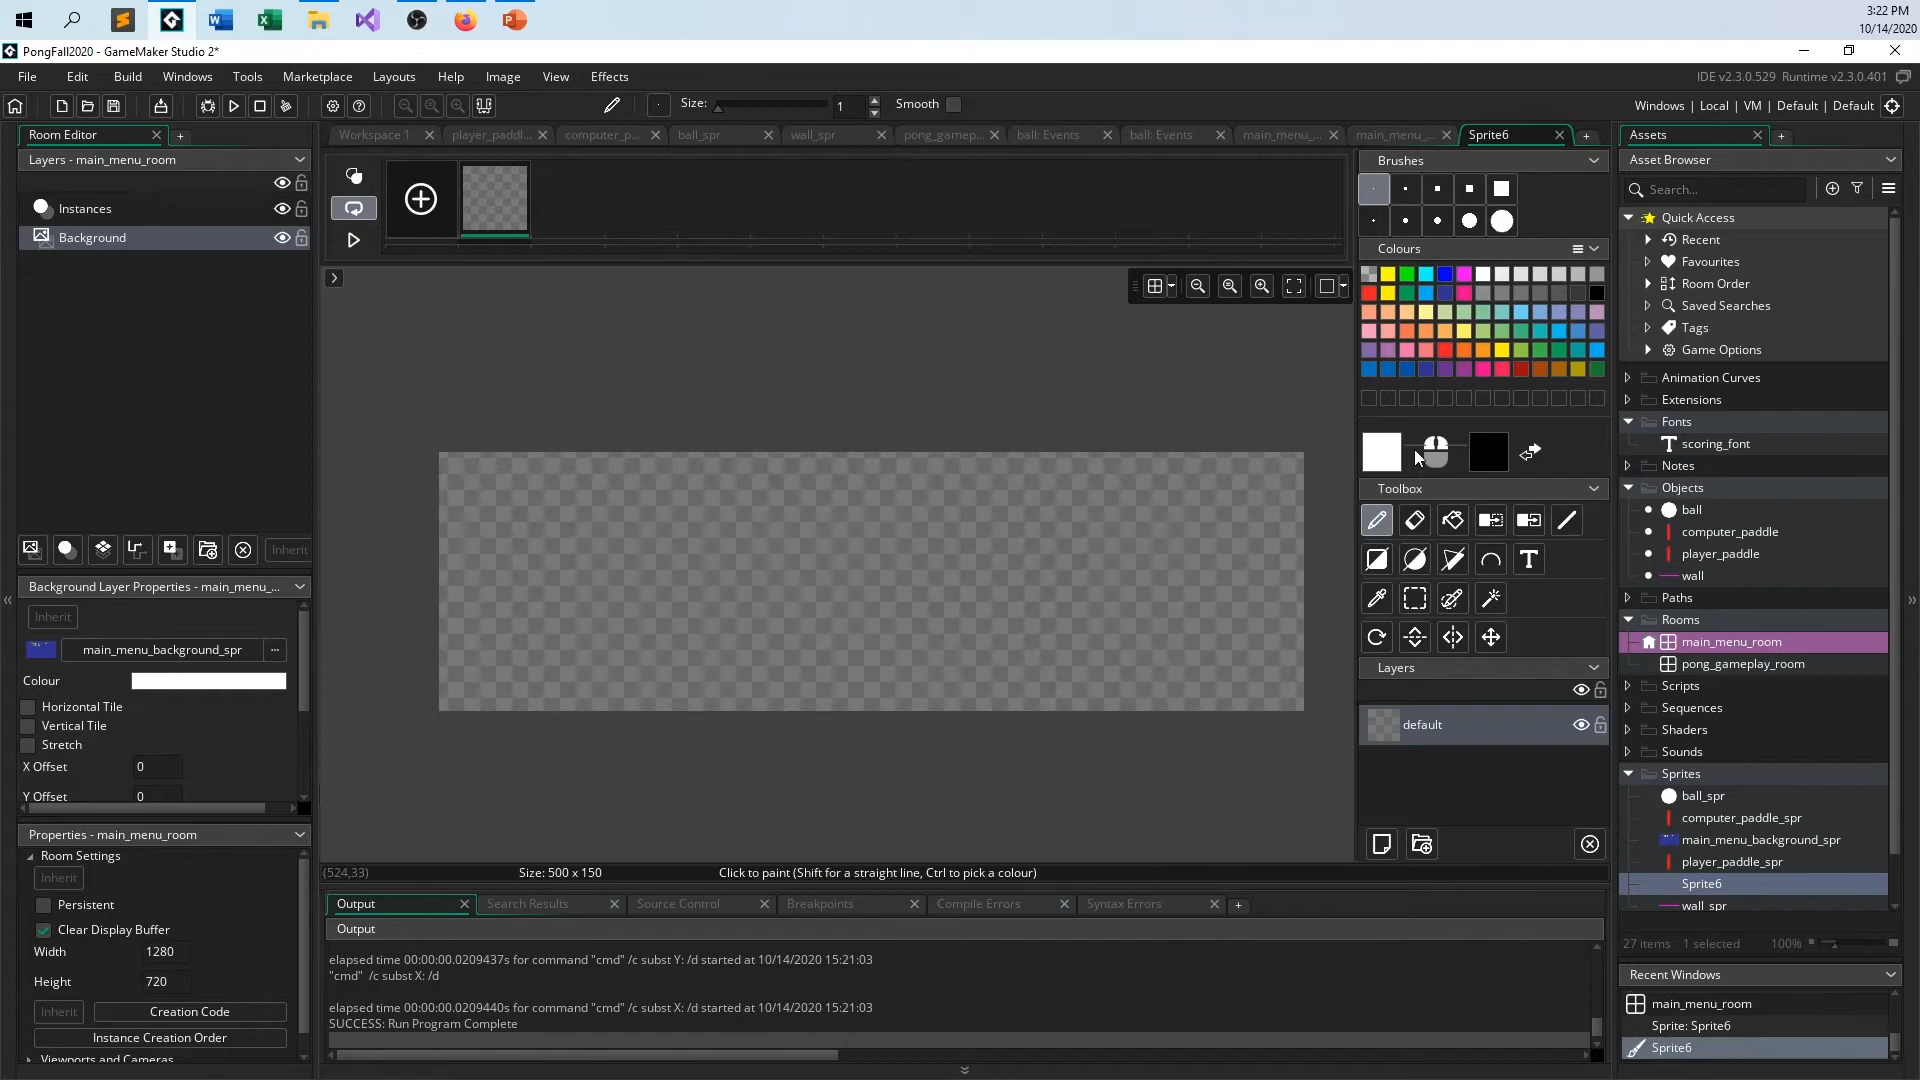 3:22 PM
10/14/2020
PongFall2020 - GameMaker Studio 2*
File Edit Build Windows Tools Marketplace Layouts Help Image View Effects
IDE v2.3.0.529 Runtime v2.3.0.401
Size: 1 Smooth
Windows | Local | VM | Default | Default
Room Editor
Workspace 1 player_paddl... computer_p... ball_spr wall_spr pong_gamep... ball: Events ball: Events main_menu_... main_menu_... Sprite6
Assets
Layers - main_menu_room
Instances
Background
Inherit
Background Layer Properties - main_menu_...
Inherit
main_menu_background_spr ...
Colour
Horizontal Tile
Vertical Tile
Stretch
X Offset 0
Y Offset 0
Properties - main_menu_room
Room Settings
Inherit
Persistent
Clear Display Buffer
Width 1280
Height 720
Inherit Creation Code
Instance Creation Order
Viewports and Cameras
(524,33) Size: 500 x 150 Click to paint (Shift for a straight line, Ctrl to pick a colour)
Output Search Results Source Control Breakpoints Compile Errors Syntax Errors
Output
elapsed time 00:00:00.0209437s for command "cmd" /c subst Y: /d started at 10/14/2020 15:21:03
"cmd" /c subst X: /d
elapsed time 00:00:00.0209440s for command "cmd" /c subst X: /d started at 10/14/2020 15:21:03
SUCCESS: Run Program Complete
Brushes
Colours
Toolbox
T
Layers
default
Asset Browser
Search...
Quick Access
Recent
Favourites
Room Order
Saved Searches
Tags
Game Options
Animation Curves
Extensions
Fonts
scoring_font
Notes
Objects
ball
computer_paddle
player_paddle
wall
Paths
Rooms
main_menu_room
pong_gameplay_room
Scripts
Sequences
Shaders
Sounds
Sprites
ball_spr
computer_paddle_spr
main_menu_background_spr
player_paddle_spr
Sprite6
wall_spr
27 items 1 selected 100%
Recent Windows
main_menu_room
Sprite: Sprite6
Sprite6